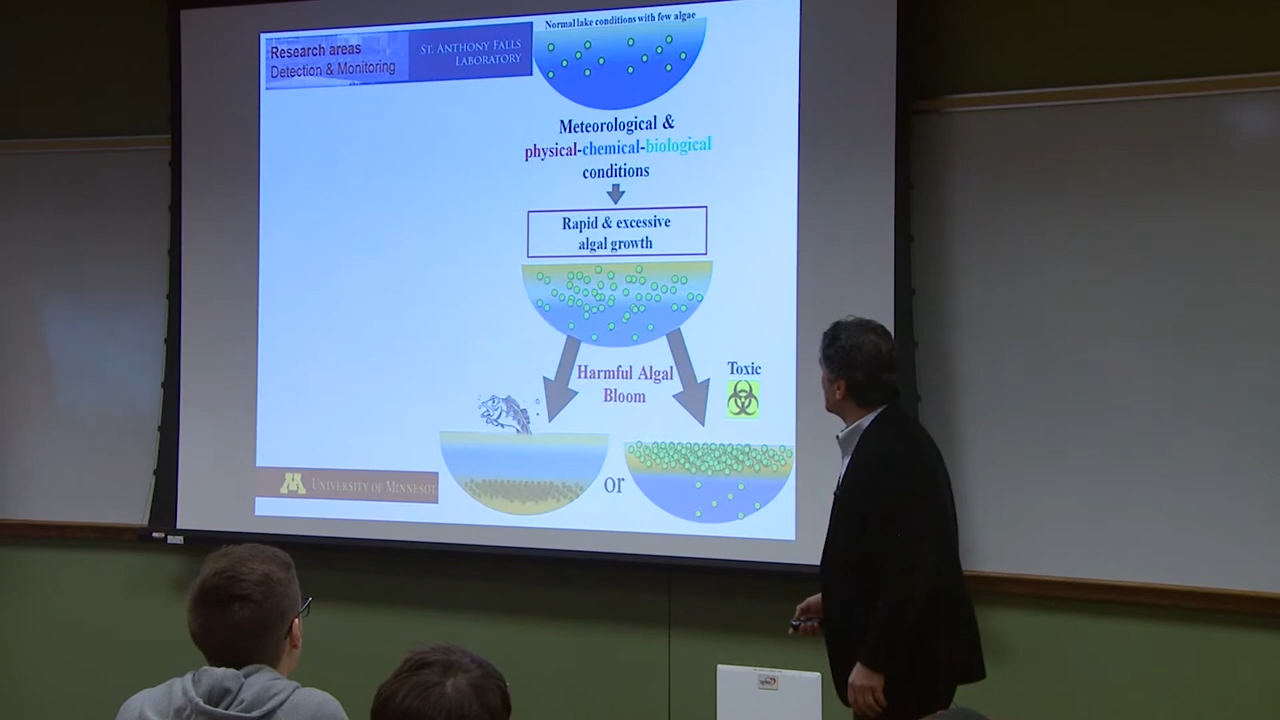 Normal lake conditions with few algae
Research areas
Detection & Monitoring
ST. ANTHONY FALLS
LABORATORY
Meteorological &
physical-chemical-biological
conditions
Rapid & excessive
algal growth
Harmful Algal
Bloom
Toxic
or
UNIVERSITY OF MINNESOT